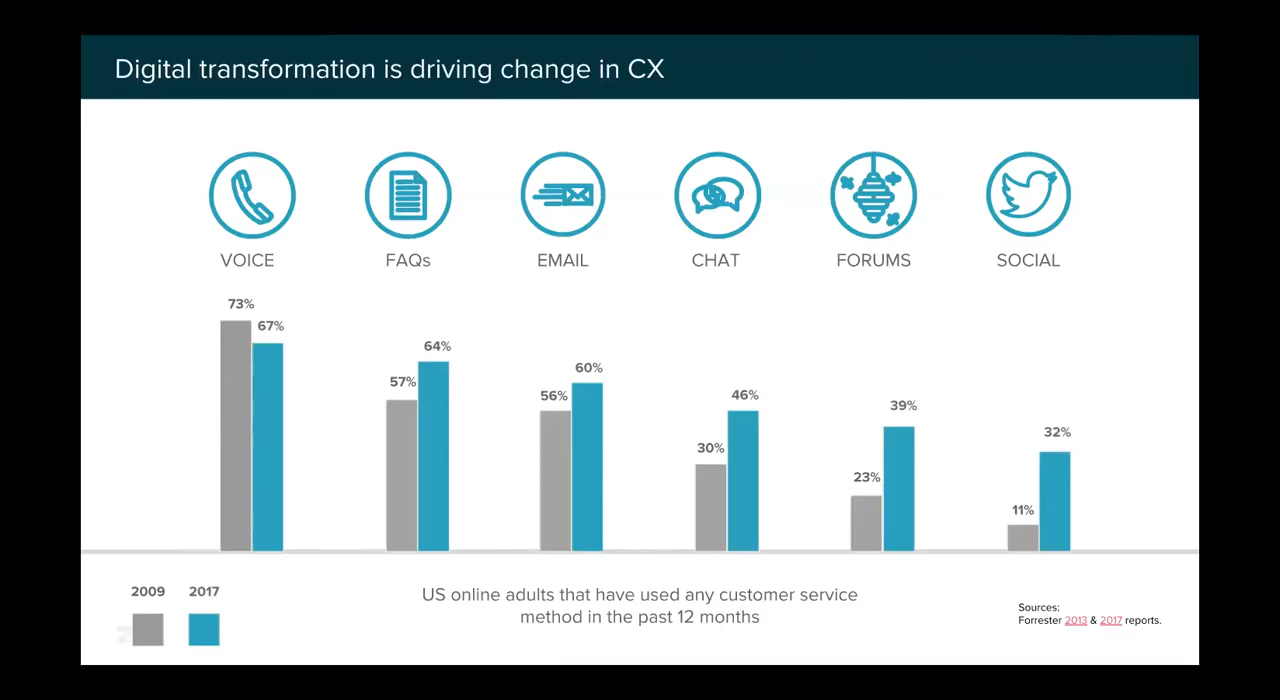 Digital transformation is driving change in CX
VOICE
FAQs
EMAIL
CHAT
FORUMS
SOCIAL
73%
67%
57%
64%
56%
60%
30%
46%
23%
39%
11%
32%
2009
2017
US online adults that have used any customer service
method in the past 12 months
Sources:
Forrester 2013 & 2017 reports.